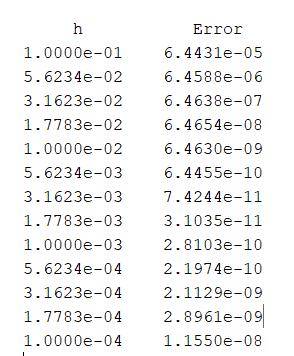 h Error
1.0000e-01 6.4431e-05
5.6234e-02 6.4588e-06
3.1623e-02 6.4638e-07
1.7783e-02 6.4654e-08
1.0000e-02 6.4630e-09
5.6234e-03 6.4455e-10
3.1623e-03 7.4244e-11
1.7783e-03 3.1035e-11
1.0000e-03 2.8103e-10
5.6234e-04 2.1974e-10
3.1623e-04 2.1129e-09
1.7783e-04 2.8961e-09
1.0000e-04 1.1550e-08